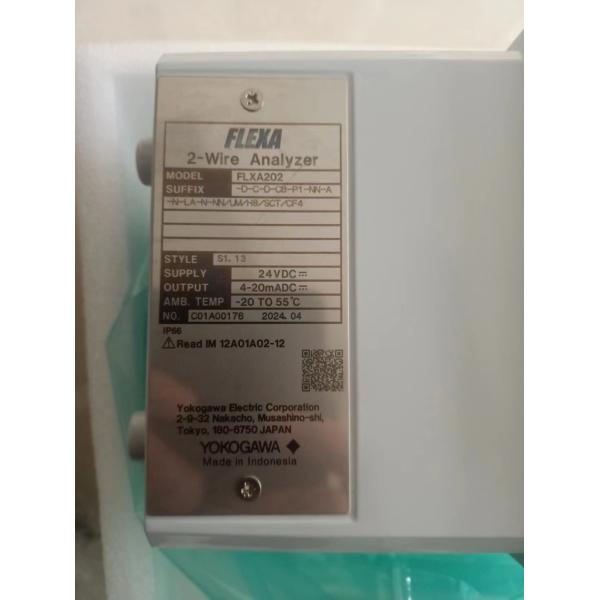 FLEXA
2-Wire Analyzer
MODEL FLXA202
SUFFIX -D-C-D-CB-P1-NN-A
-N-LA-N-NN/UM/H8/SCT/CF4
STYLE S1.13
SUPPLY 24VDC ⎓
OUTPUT 4-20mADC ⎓
AMB. TEMP -20 TO 55℃
NO. C01A00176 2024.04
IP66
⚠Read IM 12A01A02-12
Yokogawa Electric Corporation
2-9-32 Nakacho, Musashino-shi,
Tokyo, 180-8750 JAPAN
YOKOGAWA ◆
Made in Indonesia